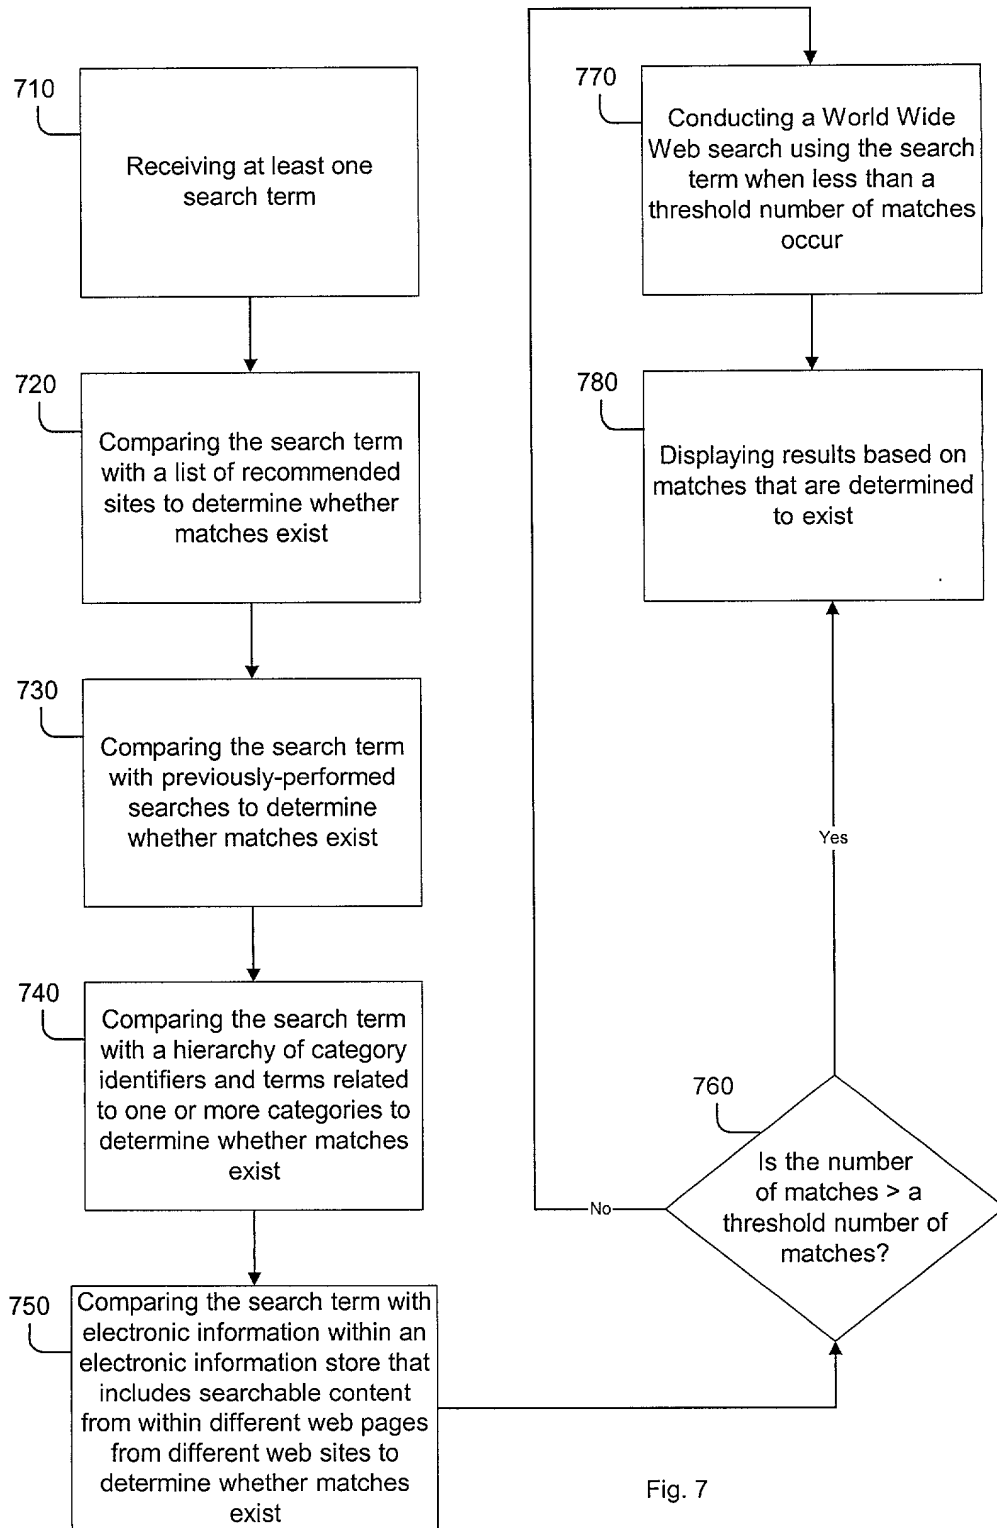 710
Receiving at least one
search term
720
Comparing the search term
with a list of recommended
sites to determine whether
matches exist
730
Comparing the search term
with previously-performed
searches to determine
whether matches exist
740
Comparing the search term
with a hierarchy of category
identifiers and terms related
to one or more categories to
determine whether matches
exist
750
Comparing the search term with
electronic information within an
electronic information store that
includes searchable content
from within different web pages
from different web sites to
determine whether matches
exist
760
Is the number
of matches > a
threshold number of
matches?
No
Yes
770
Conducting a World Wide
Web search using the search
term when less than a
threshold number of matches
occur
780
Displaying results based on
matches that are determined
to exist
Fig. 7